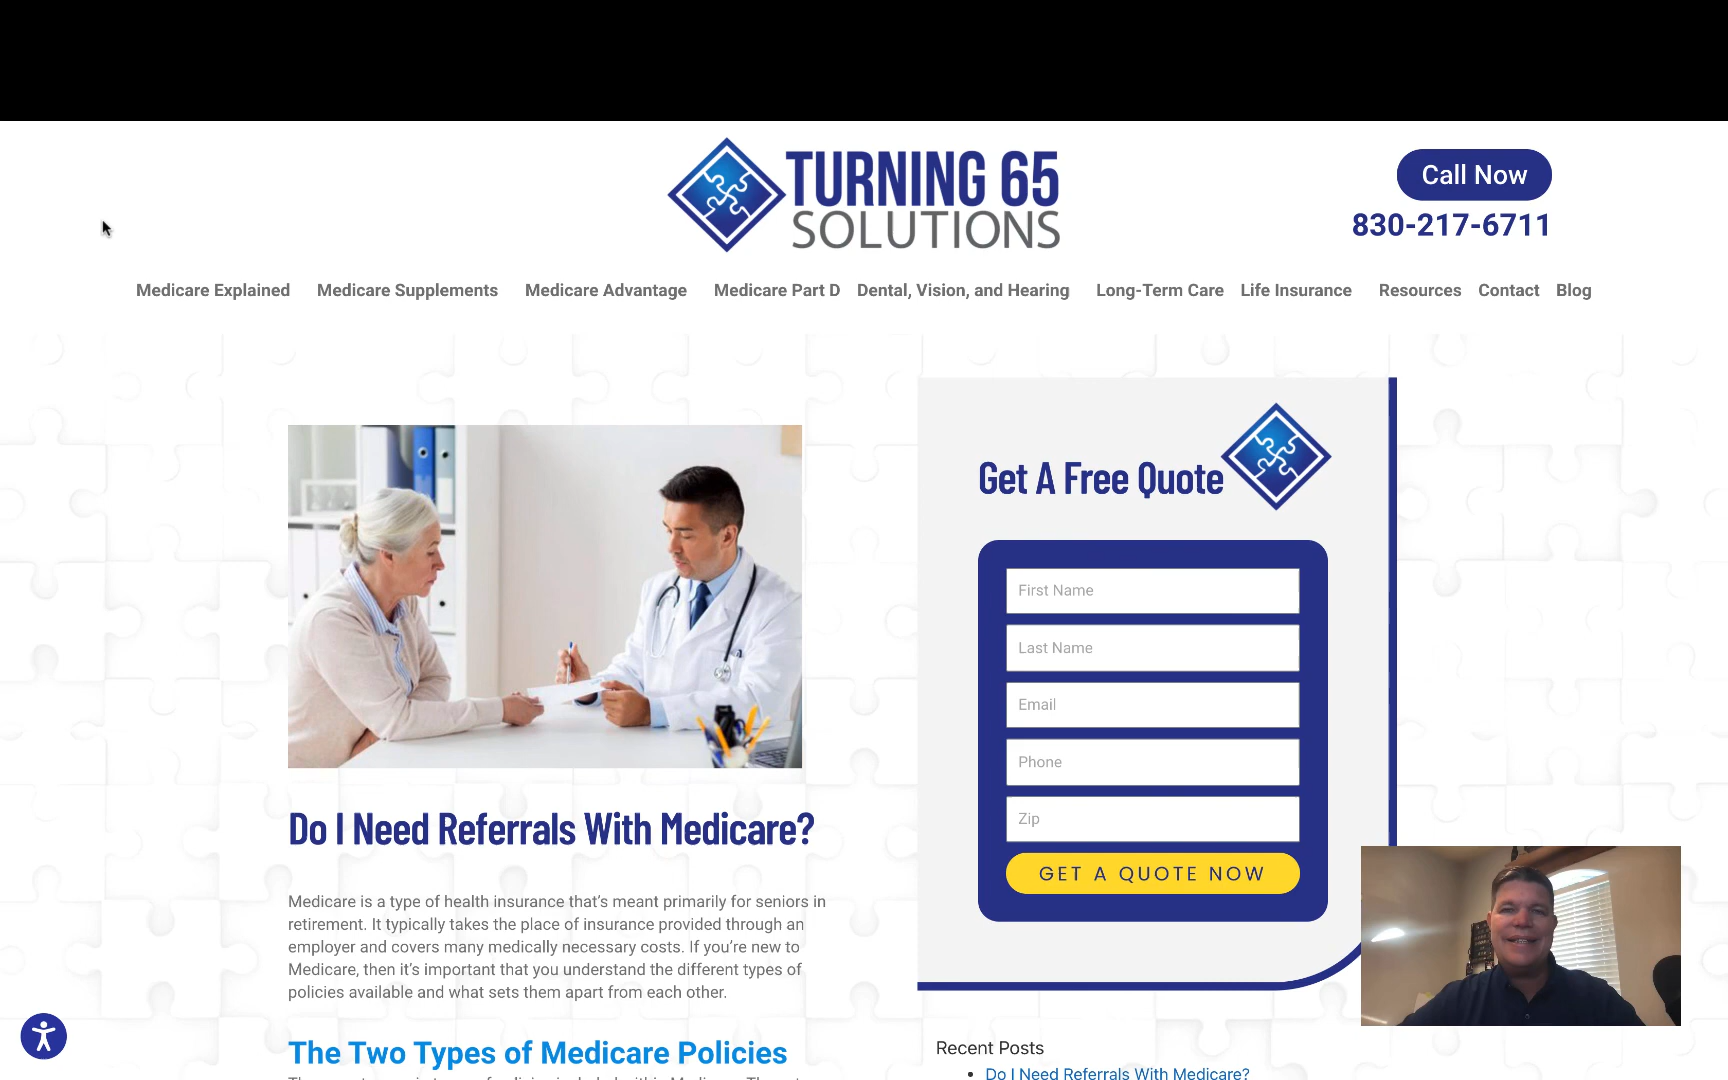 TURNING 65
SOLUTIONS
Call Now
830-217-6711
Medicare Explained Medicare Supplements Medicare Advantage Medicare Part D Dental, Vision, and Hearing Long-Term Care Life Insurance Resources Contact Blog
Do I Need Referrals With Medicare?
Medicare is a type of health insurance that’s meant primarily for seniors in
retirement. It typically takes the place of insurance provided through an
employer and covers many medically necessary costs. If you’re new to
Medicare, then it’s important that you understand the different types of
policies available and what sets them apart from each other.
The Two Types of Medicare Policies
Get A Free Quote
First Name
Last Name
Email
Phone
Zip
GET A QUOTE NOW
Recent Posts
Do I Need Referrals With Medicare?